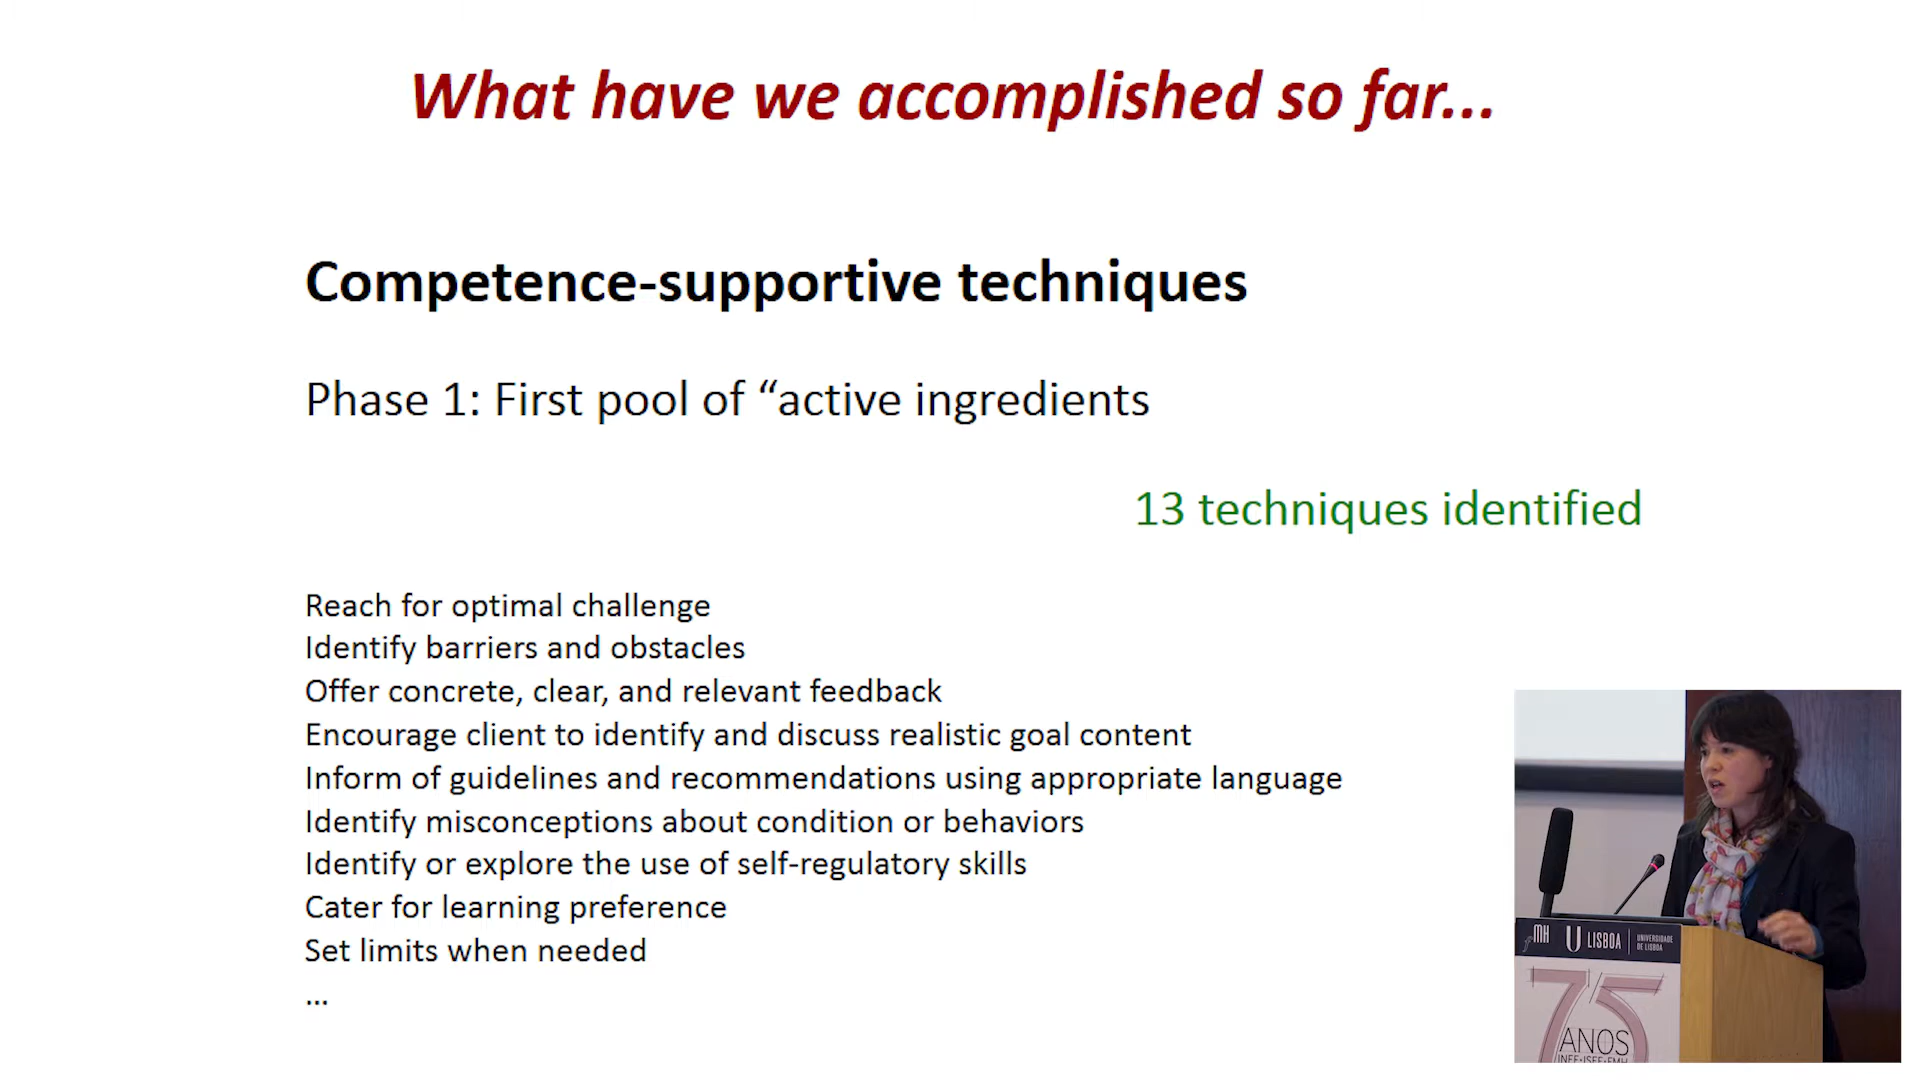 What have we accomplished so far...
Competence-supportive techniques
Phase 1: First pool of “active ingredients
13 techniques identified
Reach for optimal challenge
Identify barriers and obstacles
Offer concrete, clear, and relevant feedback
Encourage client to identify and discuss realistic goal content
Inform of guidelines and recommendations using appropriate language
Identify misconceptions about condition or behaviors
Identify or explore the use of self-regulatory skills
Cater for learning preference
Set limits when needed
...
fMH U LISBOA UNIVERSIDADE DE LISBOA
75
ANOS
INEF·ISEF·FMH